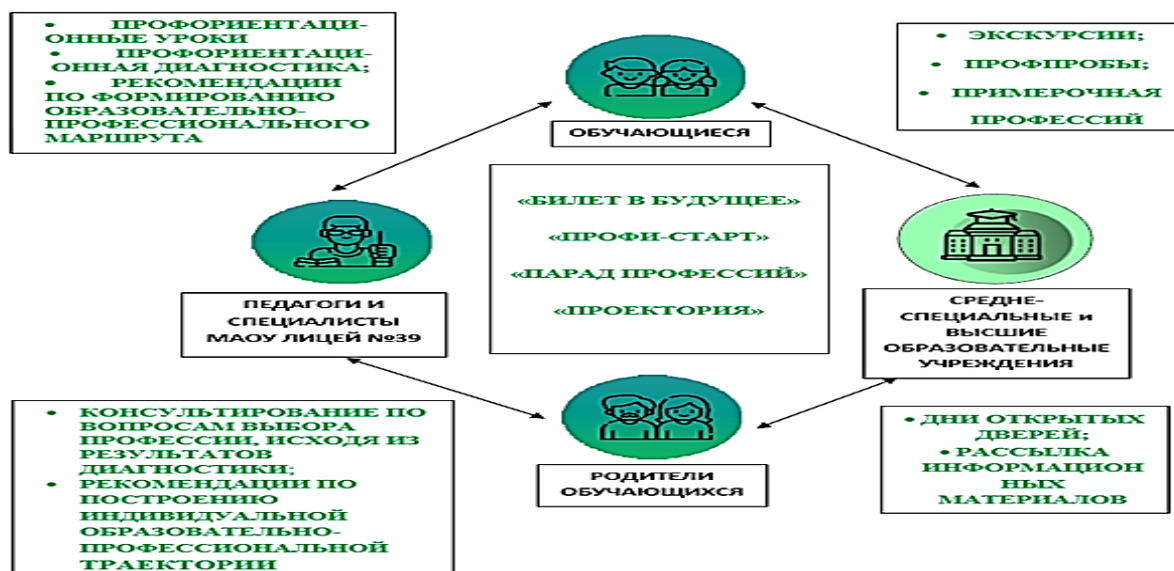 • ПРОФОРИЕНТАЦИ-
ОННЫЕ УРОКИ
• ПРОФОРИЕНТАЦИ-
ОННАЯ ДИАГНОСТИКА;
• РЕКОМЕНДАЦИИ
ПО ФОРМИРОВАНИЮ
ОБРАЗОВАТЕЛЬНО-
ПРОФЕССИОНАЛЬНОГО
МАРШРУТА
ОБУЧАЮЩИЕСЯ
• ЭКСКУРСИИ;
• ПРОФПРОБЫ;
• ПРИМЕРОЧНАЯ
ПРОФЕССИЙ
ПЕДАГОГИ И
СПЕЦИАЛИСТЫ
МАОУ ЛИЦЕЙ №39
«БИЛЕТ В БУДУЩЕЕ»
«ПРОФИ-СТАРТ»
«ПАРАД ПРОФЕССИЙ»
«ПРОЕКТОРИЯ»
СРЕДНЕ-
СПЕЦИАЛЬНЫЕ и
ВЫСШИЕ
ОБРАЗОВАТЕЛЬНЫЕ
УЧРЕЖДЕНИЯ
• КОНСУЛЬТИРОВАНИЕ ПО
ВОПРОСАМ ВЫБОРА
ПРОФЕССИИ, ИСХОДЯ ИЗ
РЕЗУЛЬТАТОВ
ДИАГНОСТИКИ;
• РЕКОМЕНДАЦИИ ПО
ПОСТРОЕНИЮ
ИНДИВИДУАЛЬНОЙ
ОБРАЗОВАТЕЛЬНО-
ПРОФЕССИОНАЛЬНОЙ
ТРАЕКТОРИИ
РОДИТЕЛИ
ОБУЧАЮЩИХСЯ
• ДНИ ОТКРЫТЫХ
ДВЕРЕЙ;
• РАССЫЛКА
ИНФОРМАЦИОН
НЫХ
МАТЕРИАЛОВ